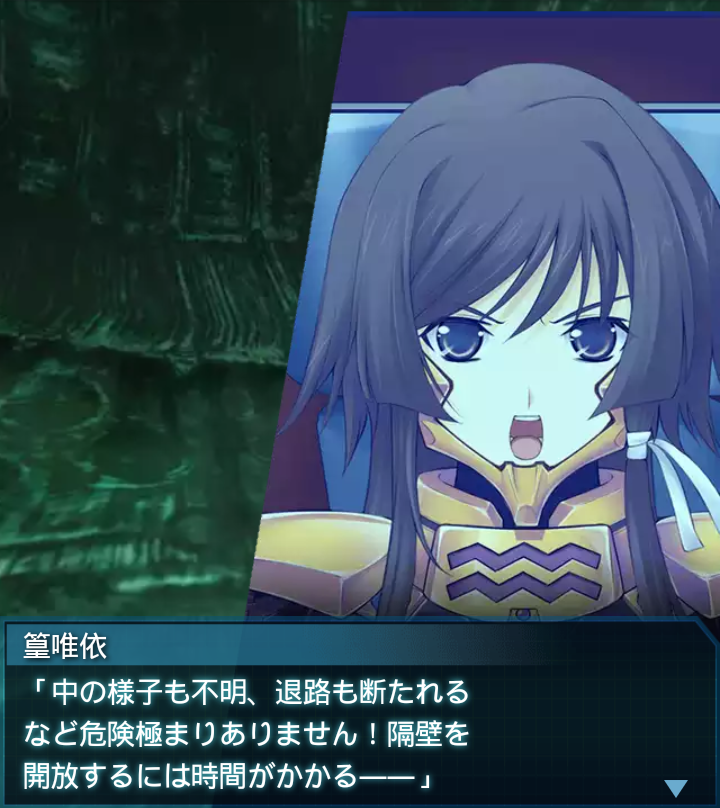 篁唯依
「中の様子も不明、退路も断たれる
など危険極まりありません！隔壁を
開放するには時間がかかる――」